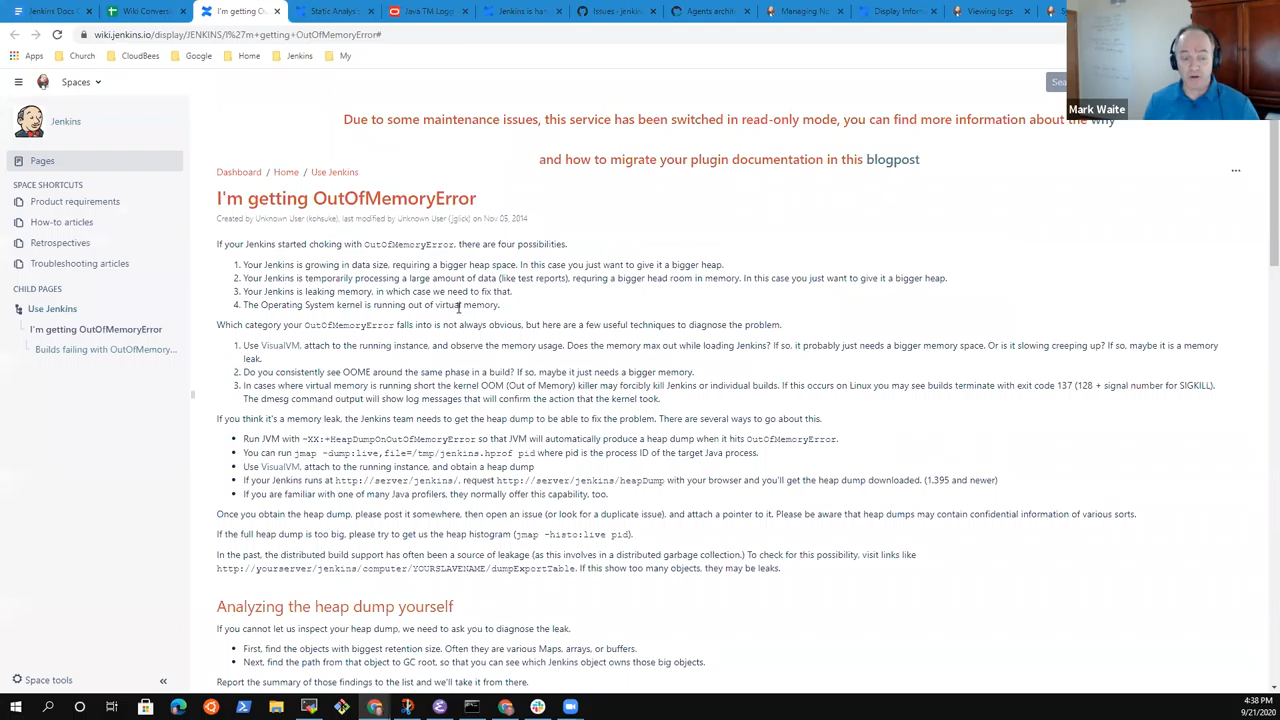 Jenkins Docs
Wiki Conversi
I'm getting O
Static Analys
Java TM Logg
Jenkins is ha
Issues - jenkin
Agents archit
Managing No
Display Infor
Viewing logs
wiki.jenkins.io/display/JENKINS/I%27m+getting+OutOfMemoryError#
Apps
Church
CloudBees
Google
Home
Jenkins
My
Spaces
Sea
Mark Waite
Jenkins
Pages
SPACE SHORTCUTS
Product requirements
How-to articles
Retrospectives
Troubleshooting articles
CHILD PAGES
Use Jenkins
I'm getting OutOfMemoryError
Builds failing with OutOfMemory...
Space tools
Due to some maintenance issues, this service has been switched in read-only mode, you can find more information about the why
and how to migrate your plugin documentation in this blogpost
Dashboard / Home / Use Jenkins
I'm getting OutOfMemoryError
Created by Unknown User (kohsuke), last modified by Unknown User (jglick) on Nov 05, 2014
If your Jenkins started choking with OutOfMemoryError, there are four possibilities.
1. Your Jenkins is growing in data size, requiring a bigger heap space. In this case you just want to give it a bigger heap.
2. Your Jenkins is temporarily processing a large amount of data (like test reports), requring a bigger head room in memory. In this case you just want to give it a bigger heap.
3. Your Jenkins is leaking memory, in which case we need to fix that.
4. The Operating System kernel is running out of virtual memory.
Which category your OutOfMemoryError falls into is not always obvious, but here are a few useful techniques to diagnose the problem.
1. Use VisualVM, attach to the running instance, and observe the memory usage. Does the memory max out while loading Jenkins? If so, it probably just needs a bigger memory space. Or is it slowing creeping up? If so, maybe it is a memory
leak.
2. Do you consistently see OOME around the same phase in a build? If so, maybe it just needs a bigger memory.
3. In cases where virtual memory is running short the kernel OOM (Out of Memory) killer may forcibly kill Jenkins or individual builds. If this occurs on Linux you may see builds terminate with exit code 137 (128 + signal number for SIGKILL).
The dmesg command output will show log messages that will confirm the action that the kernel took.
If you think it's a memory leak, the Jenkins team needs to get the heap dump to be able to fix the problem. There are several ways to go about this.
• Run JVM with -XX:+HeapDumpOnOutOfMemoryError so that JVM will automatically produce a heap dump when it hits OutOfMemoryError.
• You can run jmap -dump:live,file=/tmp/jenkins.hprof pid where pid is the process ID of the target Java process.
• Use VisualVM, attach to the running instance, and obtain a heap dump
• If your Jenkins runs at http://server/jenkins/, request http://server/jenkins/heapDump with your browser and you'll get the heap dump downloaded. (1.395 and newer)
• If you are familiar with one of many Java profilers, they normally offer this capability, too.
Once you obtain the heap dump, please post it somewhere, then open an issue (or look for a duplicate issue), and attach a pointer to it. Please be aware that heap dumps may contain confidential information of various sorts.
If the full heap dump is too big, please try to get us the heap histogram (jmap -histo:live pid).
In the past, the distributed build support has often been a source of leakage (as this involves in a distributed garbage collection.) To check for this possibility, visit links like
http://yourserver/jenkins/computer/YOURSLAVENAME/dumpExportTable. If this show too many objects, they may be leaks.
Analyzing the heap dump yourself
If you cannot let us inspect your heap dump, we need to ask you to diagnose the leak.
• First, find the objects with biggest retention size. Often they are various Maps, arrays, or buffers.
• Next, find the path from that object to GC root, so that you can see which Jenkins object owns those big objects.
Report the summary of those findings to the list and we'll take it from there.
4:38 PM
9/21/2020